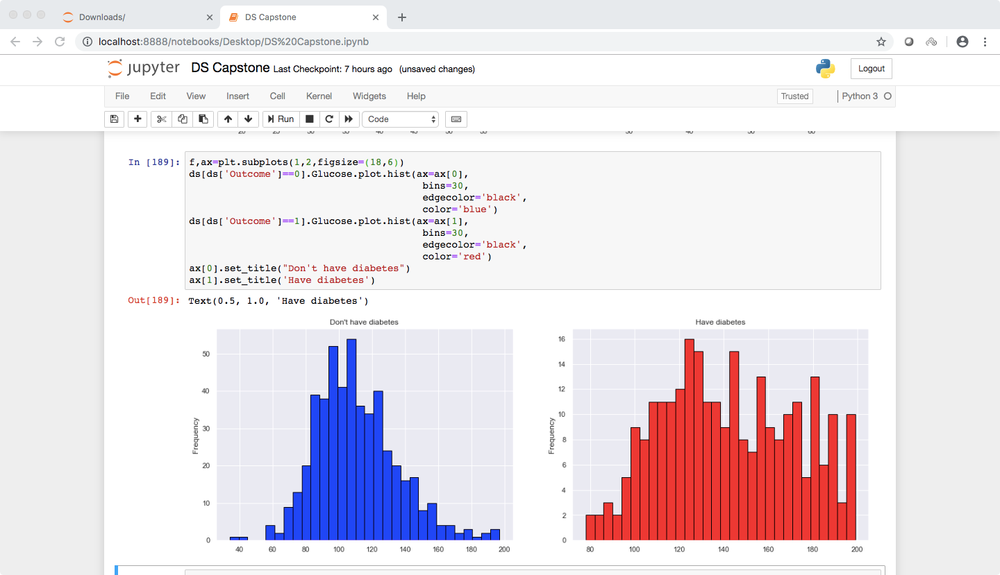 Downloads/
DS Capstone
localhost:8888/notebooks/Desktop/DS%20Capstone.ipynb
jupyter DS Capstone Last Checkpoint: 7 hours ago (unsaved changes)
Logout
File Edit View Insert Cell Kernel Widgets Help
Trusted
Python 3
Run
Code
In [189]:
f,ax=plt.subplots(1,2,figsize=(18,6))
ds[ds['Outcome']==0].Glucose.plot.hist(ax=ax[0],
bins=30,
edgecolor='black',
color='blue')
ds[ds['Outcome']==1].Glucose.plot.hist(ax=ax[1],
bins=30,
edgecolor='black',
color='red')
ax[0].set_title("Don't have diabetes")
ax[1].set_title('Have diabetes')
Out[189]: Text(0.5, 1.0, 'Have diabetes')
Don't have diabetes
Frequency
50
40
30
20
10
0
40 60 80 100 120 140 160 180 200
Have diabetes
Frequency
16
14
12
10
8
6
4
2
0
80 100 120 140 160 180 200